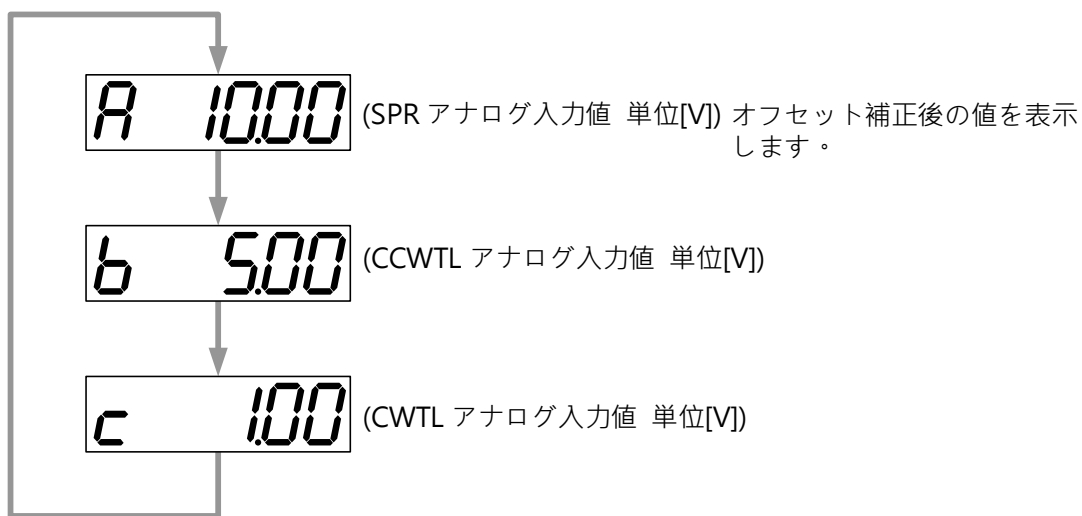 A 10.00 (SPR アナログ入力値 単位[V]) オフセット補正後の値を表示
します。
b 5.00 (CCWTL アナログ入力値 単位[V])
c 1.00 (CWTL アナログ入力値 単位[V])